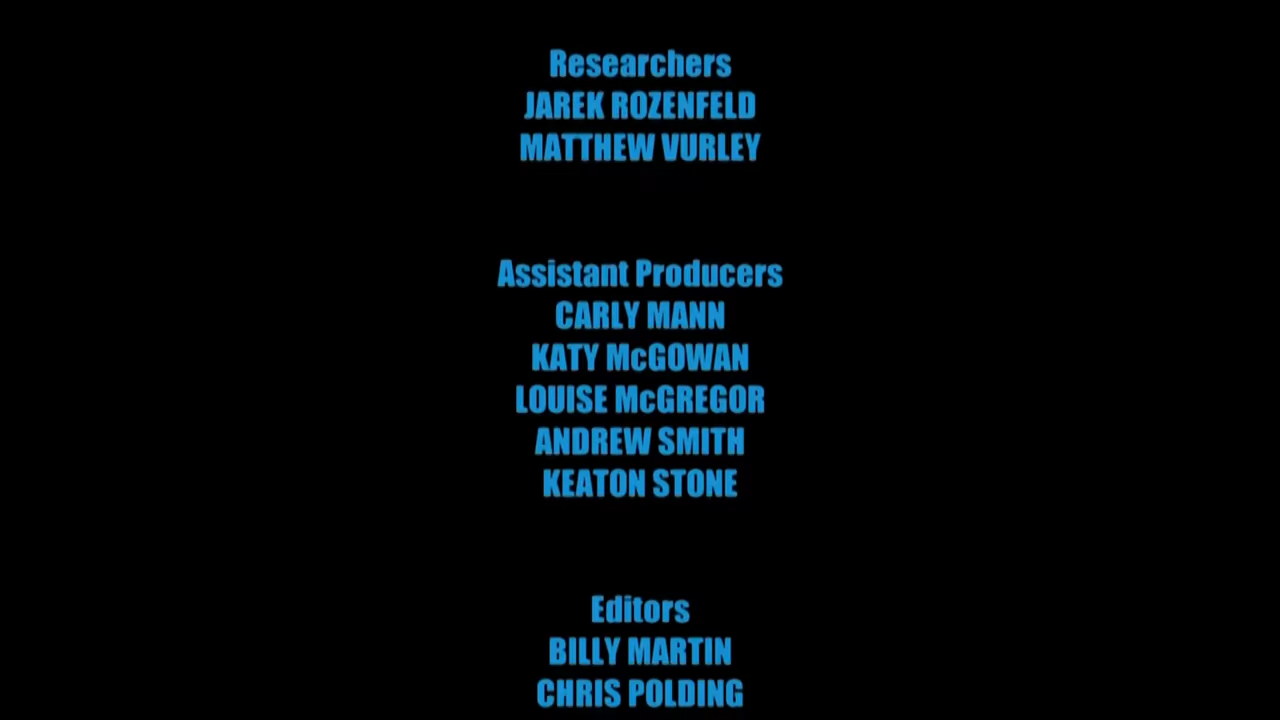 Researchers
JAREK ROZENFELD
MATTHEW VURLEY
Assistant Producers
CARLY MANN
KATY McGOWAN
LOUISE McGREGOR
ANDREW SMITH
KEATON STONE
Editors
BILLY MARTIN
CHRIS POLDING